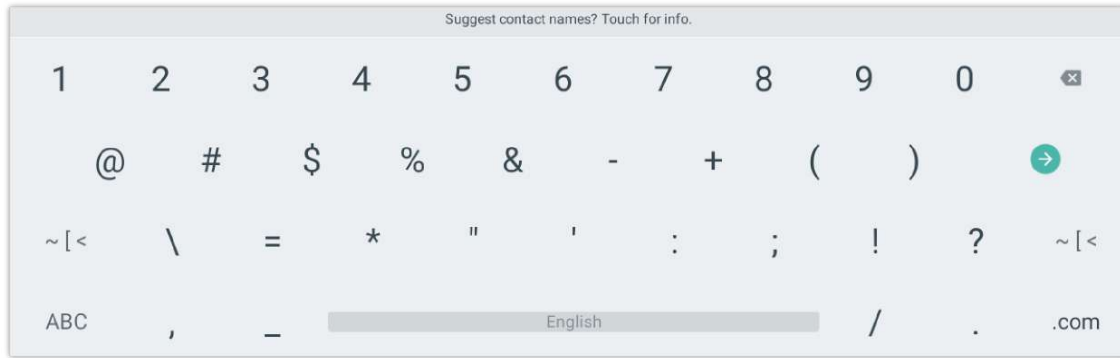 Suggest contact names? Touch for info.
1 2 3 4 5 6 7 8 9 0
@ # $ % & - + ( )
~ [ < \ = * " ' : ; ! ? ~ [ <
ABC , _ English / . .com